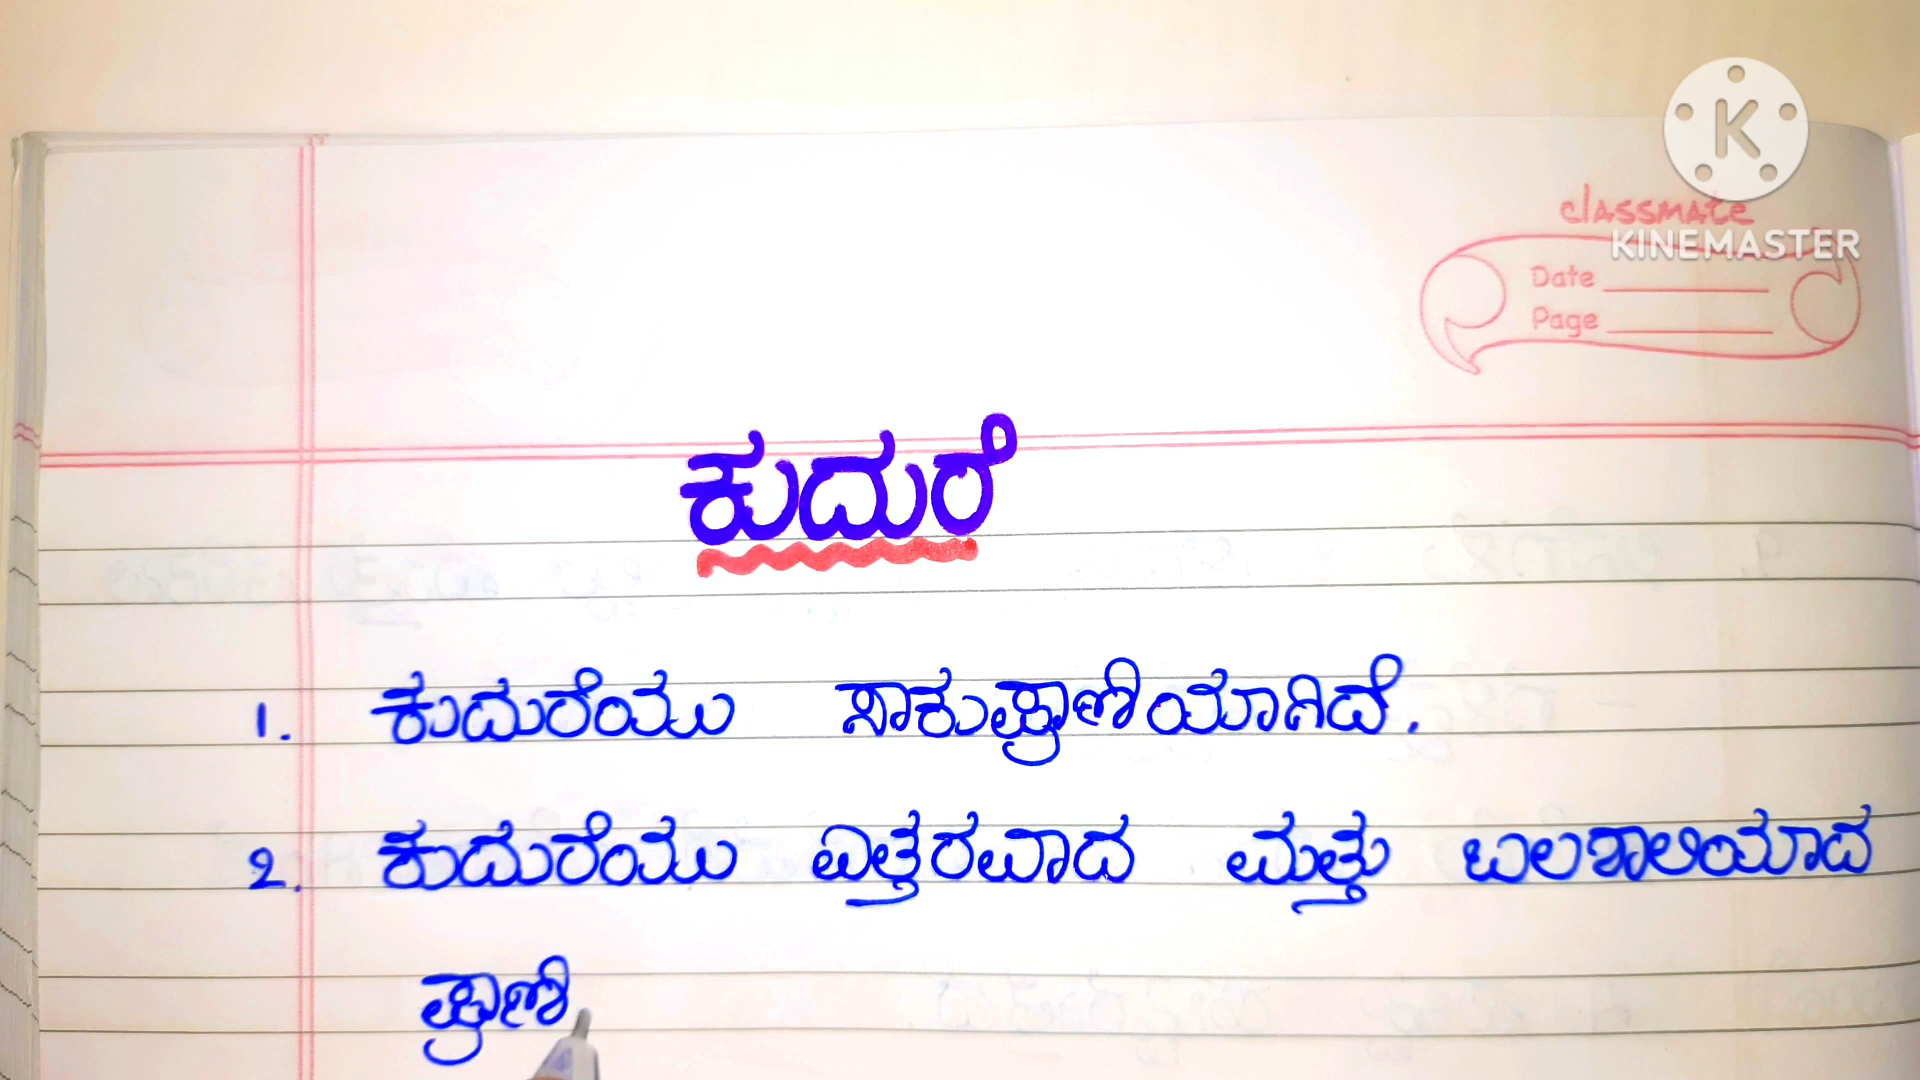 K
classmate
KINEMASTER
Date
Page
ಕುದುರೆ
1. ಕುದುರೆಯು ಸಾಕುಪ್ರಾಣಿಯಾಗಿದೆ.
2. ಕುದುರೆಯು ಎತ್ತರವಾದ ಮತ್ತು ಬಲಶಾಲಿಯಾದ
ಪ್ರಾಣಿ